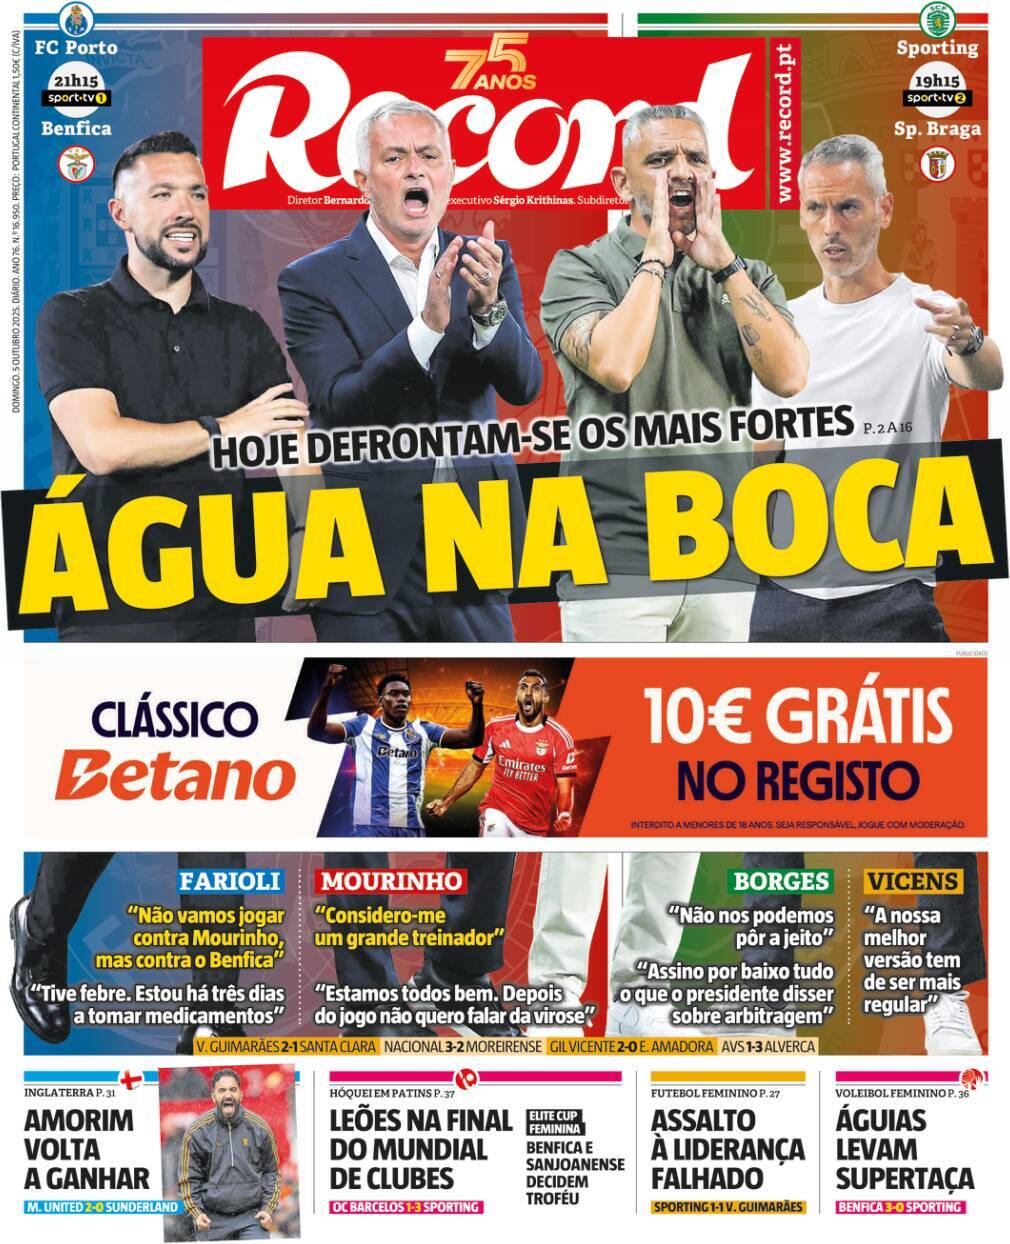 FC Porto
21h15
sport.tv1
Benfica
SCP
Sporting
19h15
sport.tv2
Sp. Braga
75
ANOS
Record
www.record.pt
Diretor Bernardo
executivo Sérgio Krithinas. Subdiretor
DOMINGO. 5 OUTUBRO 2025. DIÁRIO. ANO 76. N.º 16.950. PREÇO: PORTUGAL CONTINENTAL 1,50€ (C/IVA)
INVICTA
HOJE DEFRONTAM-SE OS MAIS FORTES P. 2 A 16
ÁGUA NA BOCA
PUBLICIDADE
CLÁSSICO
Betano
Betano
Emirates
FLY BETTER
10€ GRÁTIS
NO REGISTO
INTERDITO A MENORES DE 18 ANOS. SEJA RESPONSÁVEL, JOGUE COM MODERAÇÃO.
FARIOLI
“Não vamos jogar
contra Mourinho,
mas contra o Benfica”
“Tive febre. Estou há três dias
a tomar medicamentos”
MOURINHO
“Considero-me
um grande treinador”
“Estamos todos bem. Depois
do jogo não quero falar da virose”
BORGES
“Não nos podemos
pôr a jeito”
“Assino por baixo tudo
o que o presidente disser
sobre arbitragem”
VICENS
“A nossa
melhor
versão tem
de ser mais
regular”
V. GUIMARÃES 2-1 SANTA CLARA NACIONAL 3-2 MOREIRENSE GIL VICENTE 2-0 E. AMADORA AVS 1-3 ALVERCA
INGLATERRA P. 31
AMORIM
VOLTA
A GANHAR
M. UNITED 2-0 SUNDERLAND
HÓQUEI EM PATINS P. 37
LEÕES NA FINAL
DO MUNDIAL
DE CLUBES
OC BARCELOS 1-3 SPORTING
ELITE CUP
FEMININA
BENFICA E
SANJOANENSE
DECIDEM
TROFÉU
FUTEBOL FEMININO P. 27
ASSALTO
À LIDERANÇA
FALHADO
SPORTING 1-1 V. GUIMARÃES
VOLEIBOL FEMININO P. 36
ÁGUIAS
LEVAM
SUPERTAÇA
BENFICA 3-0 SPORTING